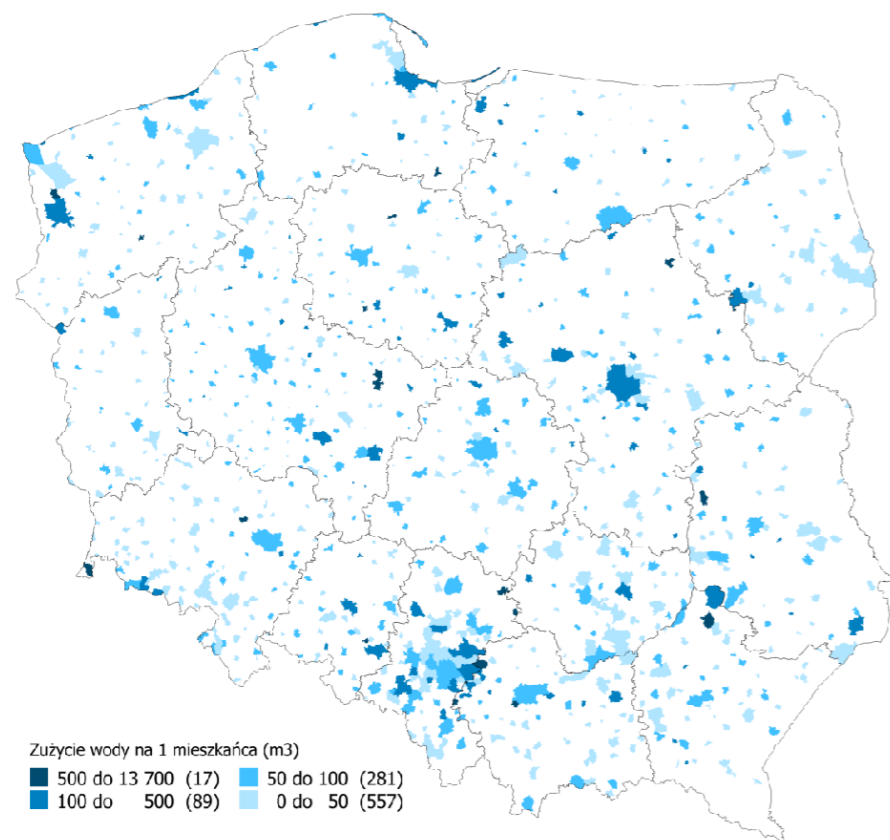 Zużycie wody na 1 mieszkańca (m3)
500 do 13 700 (17) 50 do 100 (281)
100 do 500 (89) 0 do 50 (557)